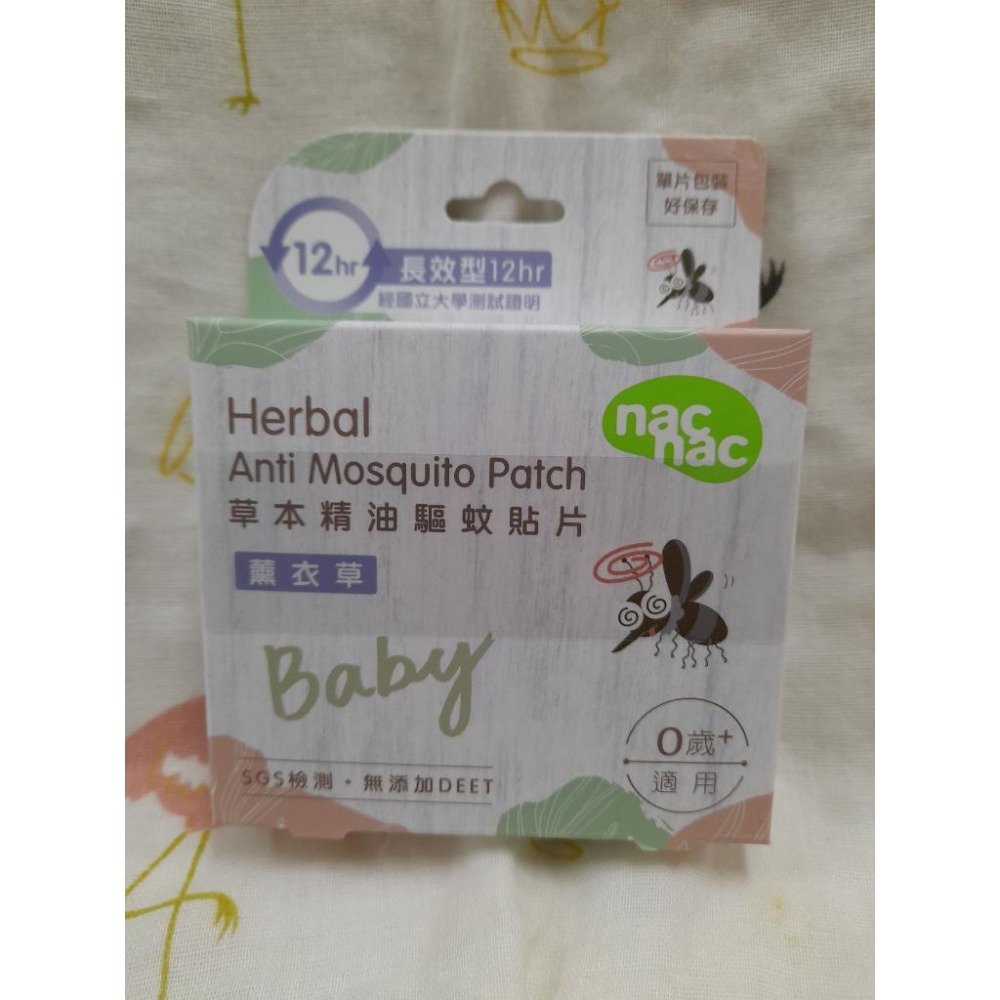 單片包裝
好保存
12hr
長效型12hr
經國立大學測試證明
nac
nac
Herbal
Anti Mosquito Patch
草本精油驅蚊貼片
薰衣草
Baby
0歲+
適用
SGS檢測・無添加DEET